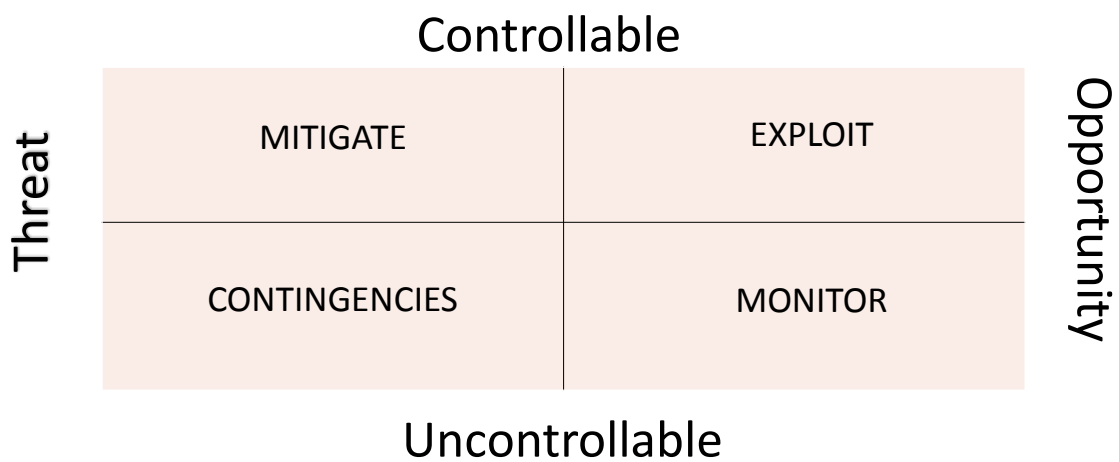 Controllable
Threat
MITIGATE
EXPLOIT
Opportunity
CONTINGENCIES
MONITOR
Uncontrollable